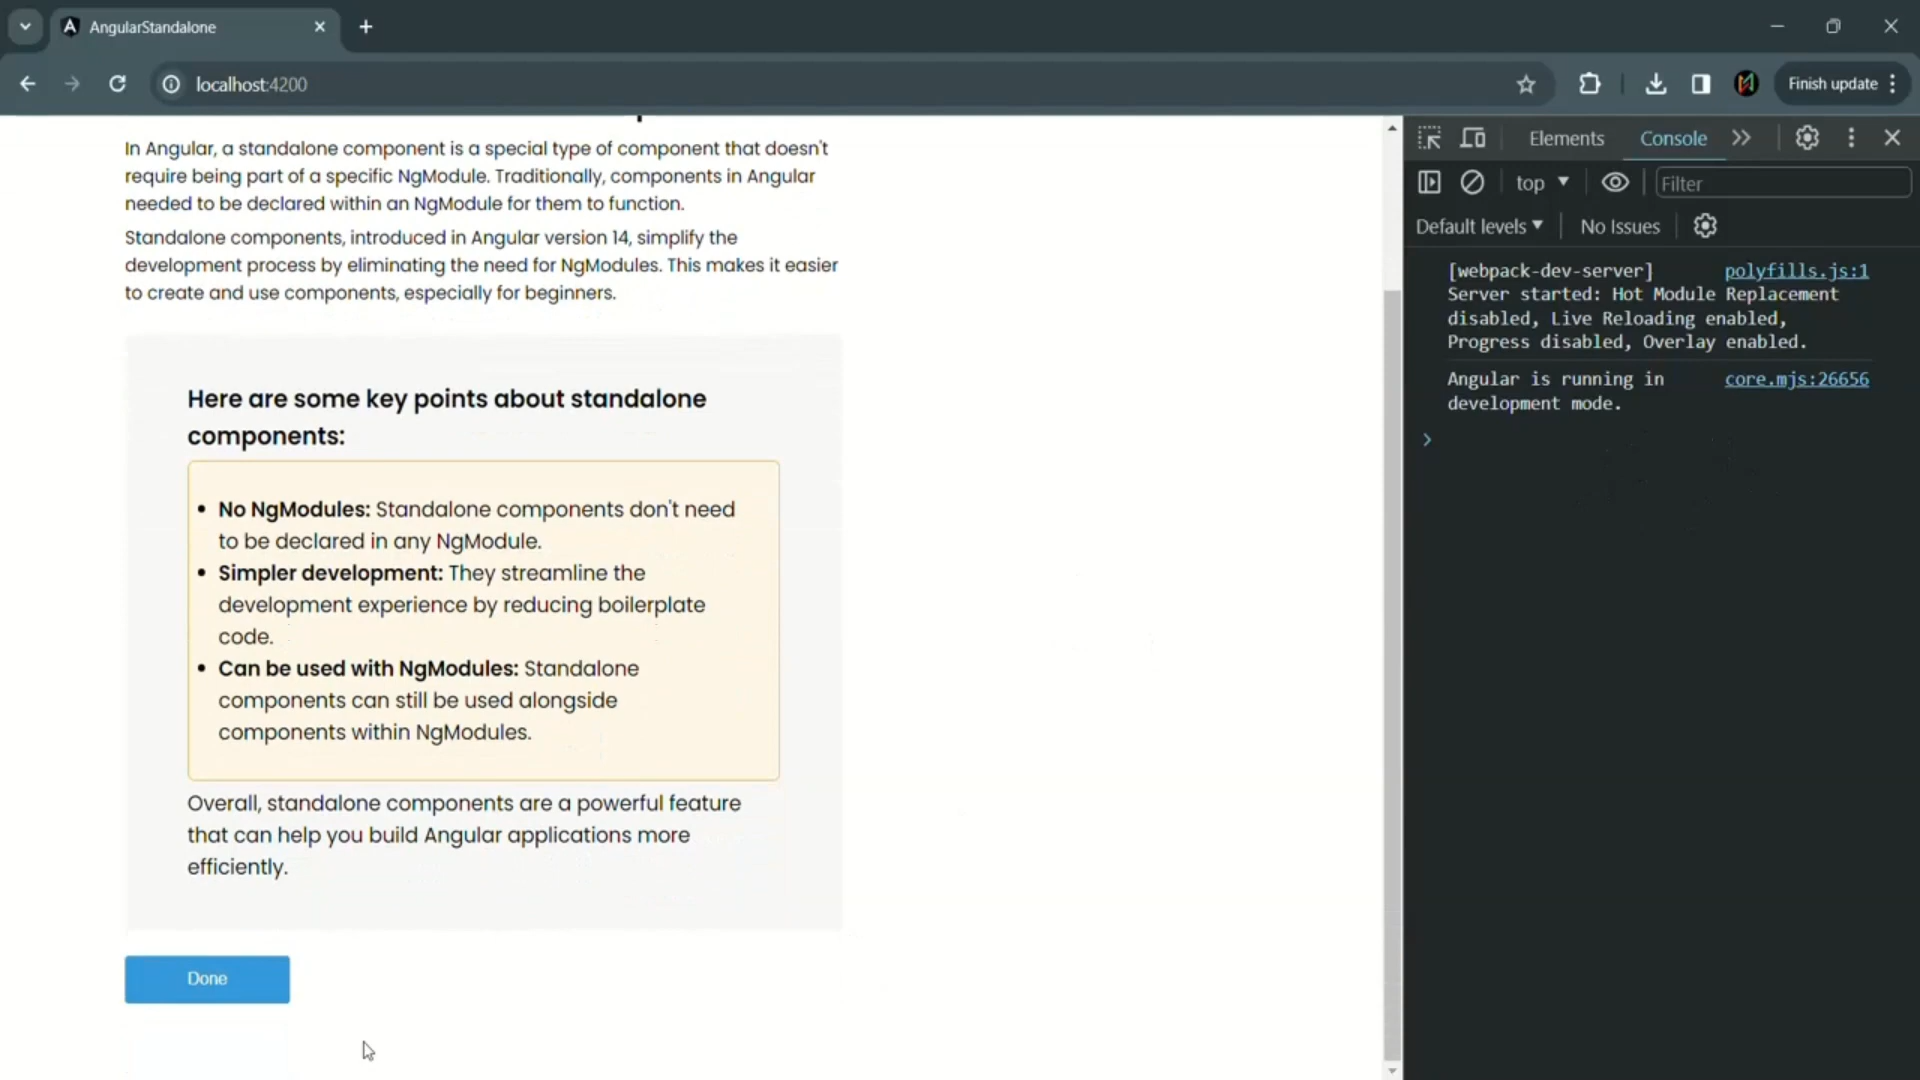 AngularStandalone
localhost:4200
Finish update
In Angular, a standalone component is a special type of component that doesn't
require being part of a specific NgModule. Traditionally, components in Angular
needed to be declared within an NgModule for them to function.
Standalone components, introduced in Angular version 14, simplify the
development process by eliminating the need for NgModules. This makes it easier
to create and use components, especially for beginners.
Here are some key points about standalone
components:
• No NgModules: Standalone components don't need
to be declared in any NgModule.
• Simpler development: They streamline the
development experience by reducing boilerplate
code.
• Can be used with NgModules: Standalone
components can still be used alongside
components within NgModules.
Overall, standalone components are a powerful feature
that can help you build Angular applications more
efficiently.
Done
Elements Console
top Filter
Default levels No Issues
[webpack-dev-server] polyfills.js:1
Server started: Hot Module Replacement
disabled, Live Reloading enabled,
Progress disabled, Overlay enabled.
Angular is running in core.mjs:26656
development mode.